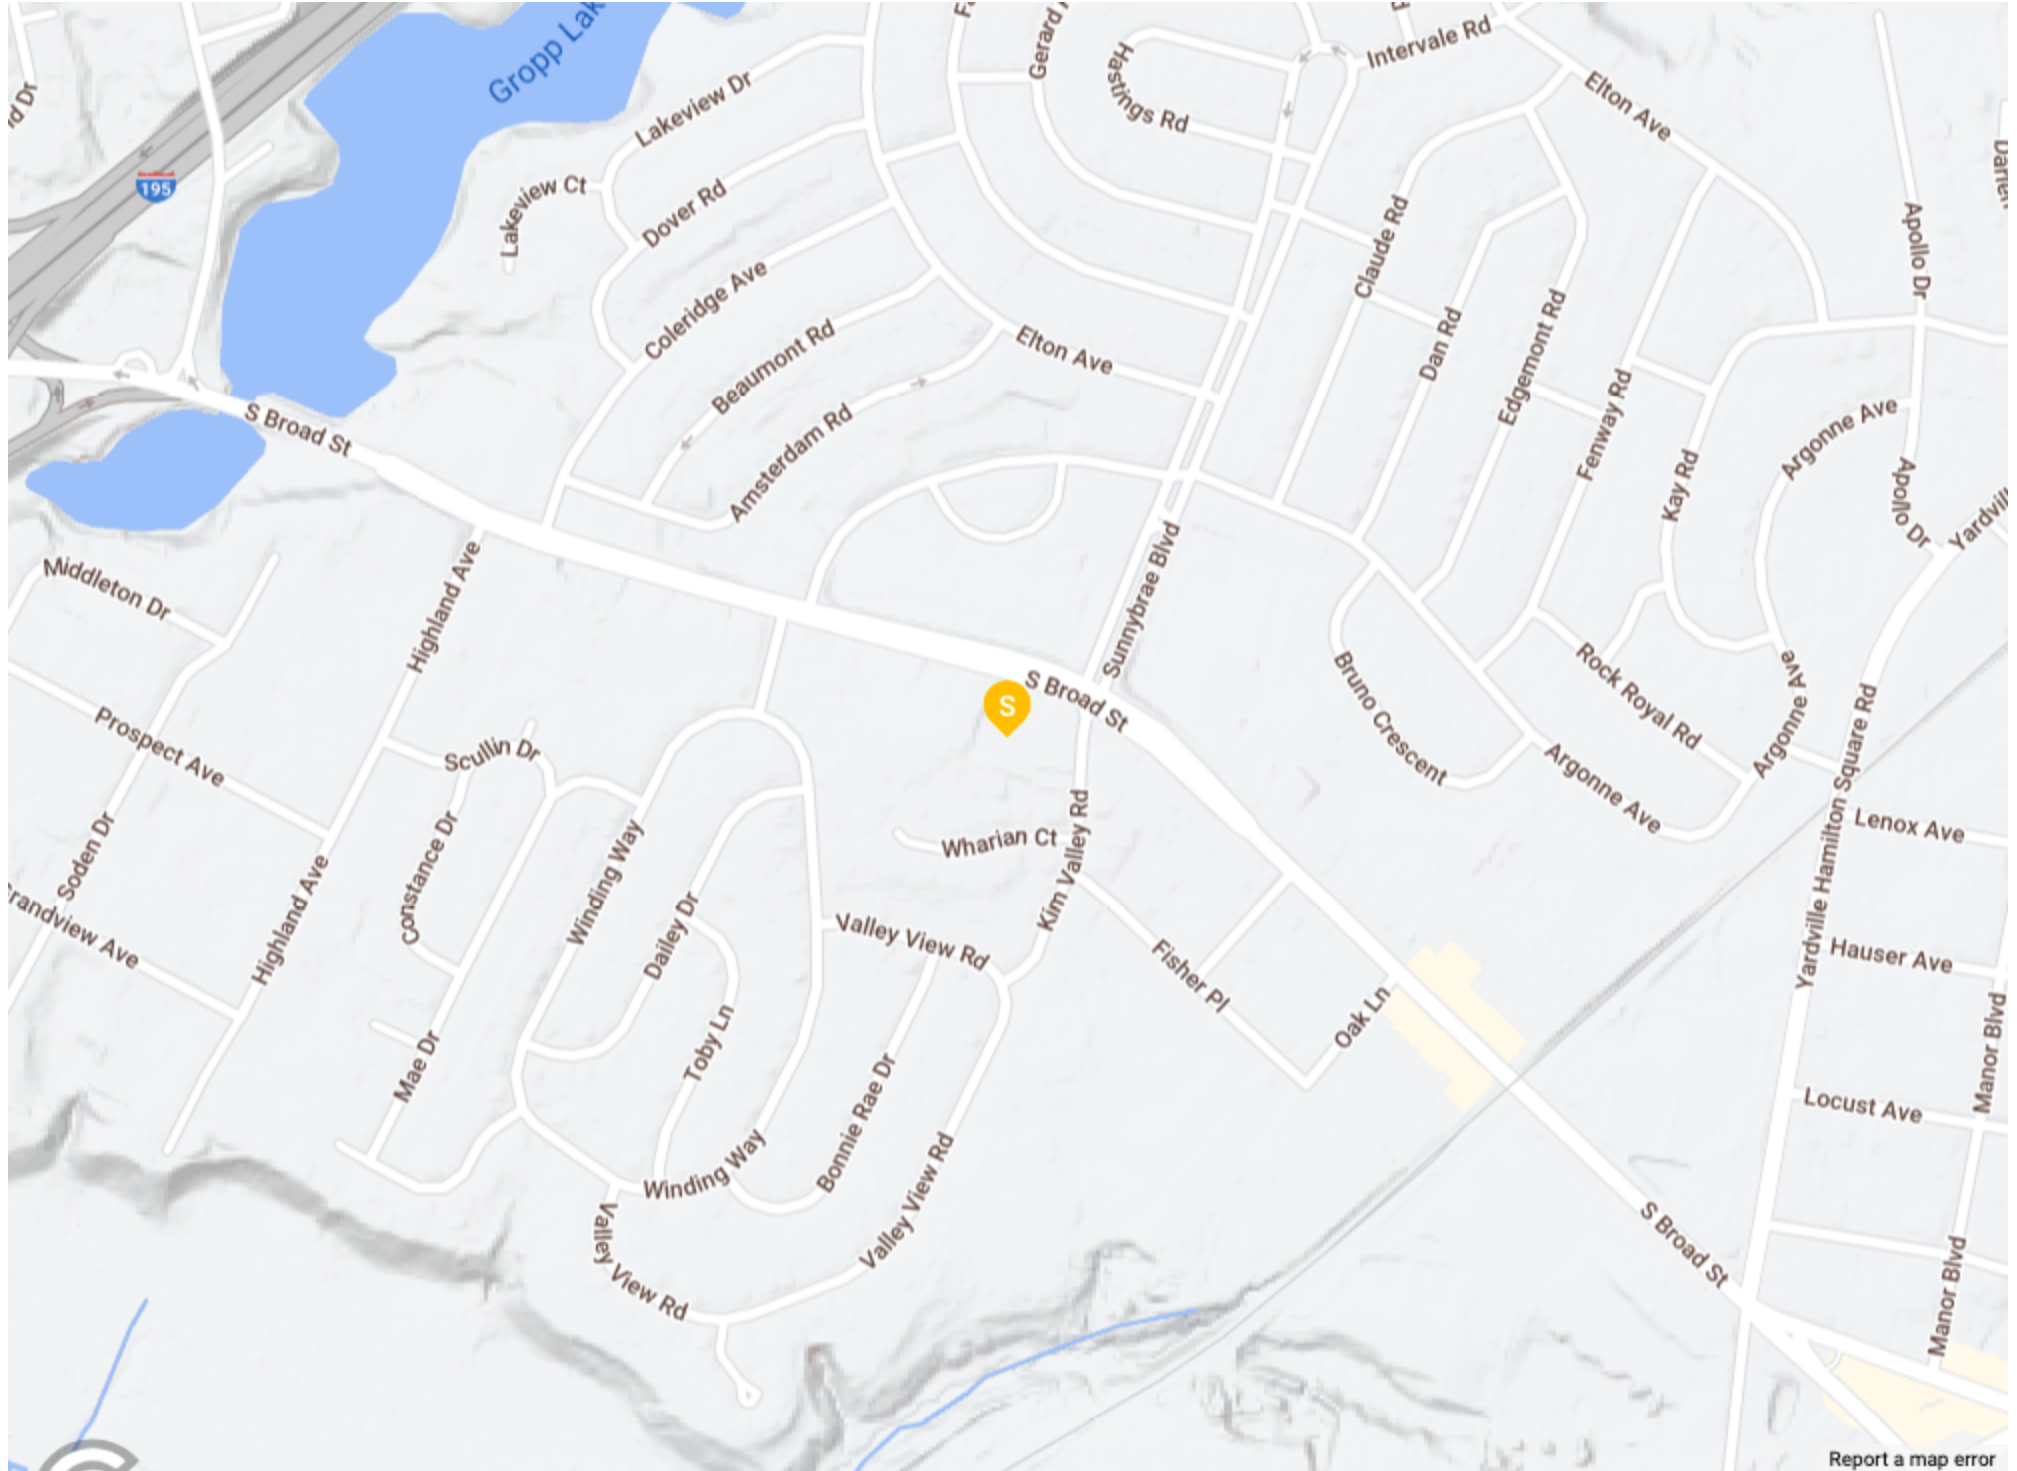 Gropp Lak
Gerard
Hastings Rd
Intervale Rd
Elton Ave
Lakeview Dr
195
Lakeview Ct
Dover Rd
Claude Rd
Apollo Dr
Coleridge Ave
Beaumont Rd
Elton Ave
Dan Rd
Edgemont Rd
S Broad St
Amsterdam Rd
Fenway Rd
Argonne Ave
Kay Rd
Apollo Dr
Middleton Dr
Highland Ave
Sunnybrae Blvd
S Broad St
S
Bruno Crescent
Rock Royal Rd
Argonne Ave
Yardville Hamilton Square Rd
Prospect Ave
Scullin Dr
Argonne Ave
Soden Dr
Constance Dr
Winding Way
Wharian Ct
Kim Valley Rd
Lenox Ave
Highland Ave
Dailey Dr
Valley View Rd
Fisher Pl
Hauser Ave
randview Ave
Oak Ln
Manor Blvd
Toby Ln
Mae Dr
Bonnie Rae Dr
Locust Ave
Winding Way
Valley View Rd
Valley View Rd
S Broad St
Manor Blvd
Report a map error